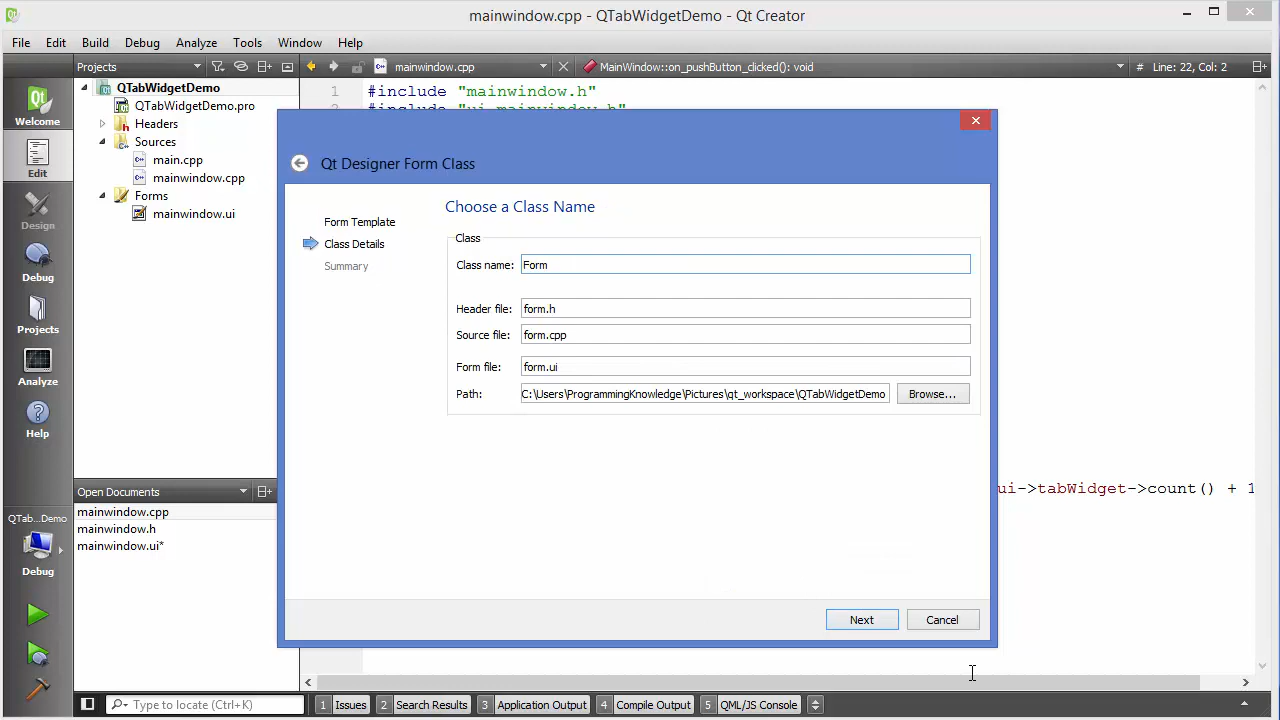 mainwindow.cpp - QTabWidgetDemo - Qt Creator
File Edit Build Debug Analyze Tools Window Help
Projects mainwindow.cpp MainWindow::on_pushButton_clicked(): void # Line: 22, Col: 2
Welcome
Edit
Design
Debug
Projects
Analyze
Help
QTab...Demo
Debug
QTabWidgetDemo
QTabWidgetDemo.pro
Headers
Sources
main.cpp
mainwindow.cpp
Forms
mainwindow.ui
Open Documents
mainwindow.cpp
mainwindow.h
mainwindow.ui*
1 #include "mainwindow.h"
2 #include "ui_mainwindow.h"
ui->tabWidget->count() + 1
Qt Designer Form Class
Form Template
Class Details
Summary
Choose a Class Name
Class
Class name: Form
Header file: form.h
Source file: form.cpp
Form file: form.ui
Path: C:\Users\ProgrammingKnowledge\Pictures\qt_workspace\QTabWidgetDemo Browse...
Next Cancel
Type to locate (Ctrl+...) 1 Issues 2 Search Results 3 Application Output 4 Compile Output 5 QML/JS Console